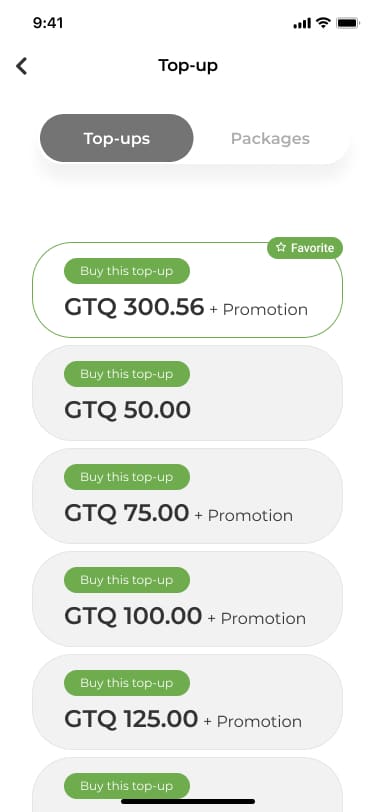 9:41
Top-up
Top-ups
Packages
Favorite
Buy this top-up
GTQ 300.56 + Promotion
Buy this top-up
GTQ 50.00
Buy this top-up
GTQ 75.00 + Promotion
Buy this top-up
GTQ 100.00 + Promotion
Buy this top-up
GTQ 125.00 + Promotion
Buy this top-up